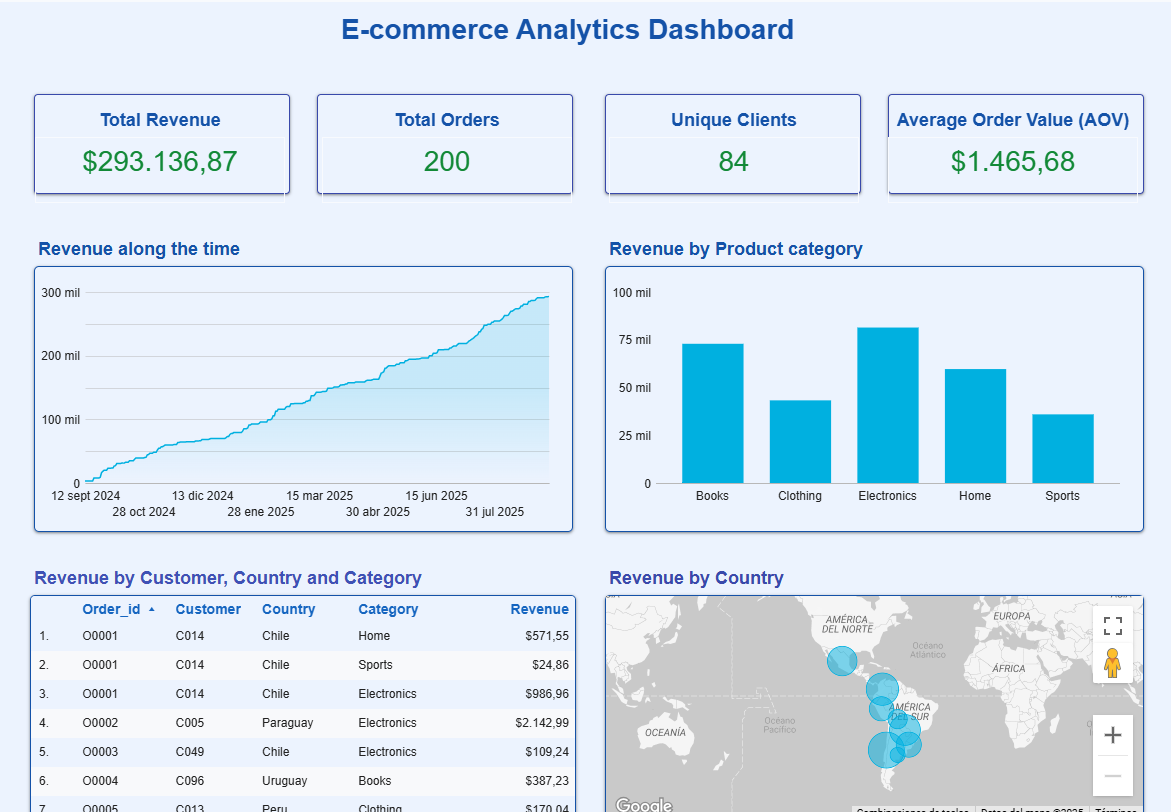 E-commerce Analytics Dashboard
Total Revenue
$293.136,87
Total Orders
200
Unique Clients
84
Average Order Value (AOV)
$1.465,68
Revenue along the time
300 mil
200 mil
100 mil
0
12 sept 2024
28 oct 2024
13 dic 2024
28 ene 2025
15 mar 2025
30 abr 2025
15 jun 2025
31 jul 2025
Revenue by Product category
100 mil
75 mil
50 mil
25 mil
0
Books
Clothing
Electronics
Home
Sports
Revenue by Customer, Country and Category
Order_id Customer Country Category Revenue
1. O0001 C014 Chile Home $571,55
2. O0001 C014 Chile Sports $24,86
3. O0001 C014 Chile Electronics $986,96
4. O0002 C005 Paraguay Electronics $2.142,99
5. O0003 C049 Chile Electronics $109,24
6. O0004 C096 Uruguay Books $387,23
7. O0005 C013 Peru Clothing $170,04
Revenue by Country
AMÉRICA
DEL NORTE
EUROPA
Océano
Atlántico
ÁFRICA
AMÉRICA
DEL SUR
OCEANÍA
Océano
Pacífico
Google
Combinaciones de teclas
Datos del mapa ©2025
Términos